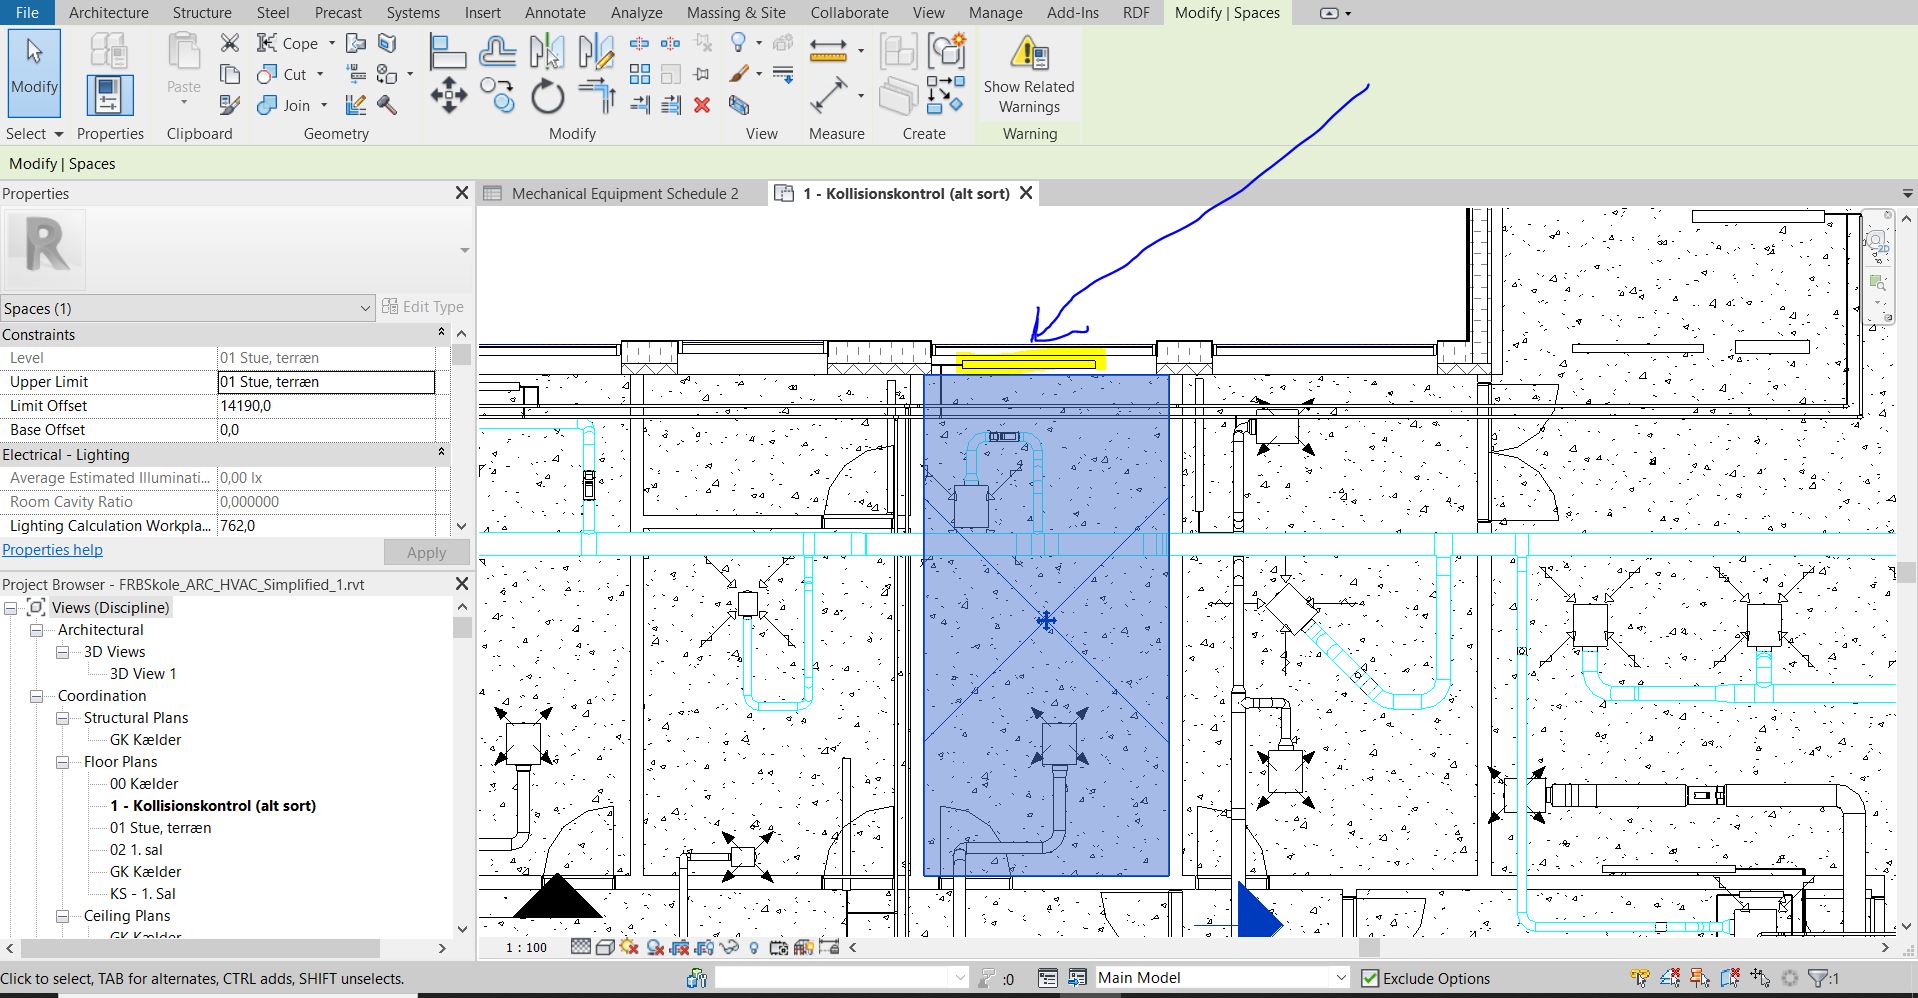 File Architecture Structure Steel Precast Systems Insert Annotate Analyze Massing & Site Collaborate View Manage Add-Ins RDF Modify | Spaces
Modify
Paste
Cope
Cut
Join
Show Related
Warnings
Select Properties Clipboard Geometry Modify View Measure Create Warning
Modify | Spaces
Properties
Mechanical Equipment Schedule 2
1 - Kollisionskontrol (alt sort)
R
Spaces (1) Edit Type
Constraints
Level 01 Stue, terræn
Upper Limit 01 Stue, terræn
Limit Offset 14190,0
Base Offset 0,0
Electrical - Lighting
Average Estimated Illuminati... 0,00 lx
Room Cavity Ratio 0,000000
Lighting Calculation Workpla... 762,0
Properties help Apply
Project Browser - FRBSkole_ARC_HVAC_Simplified_1.rvt
Views (Discipline)
Architectural
3D Views
3D View 1
Coordination
Structural Plans
GK Kælder
Floor Plans
00 Kælder
1 - Kollisionskontrol (alt sort)
01 Stue, terræn
02 1. sal
GK Kælder
KS - 1. Sal
Ceiling Plans
GK Kælder
2D
1 : 100
Click to select, TAB for alternates, CTRL adds, SHIFT unselects.
:0
Main Model
Exclude Options
:1